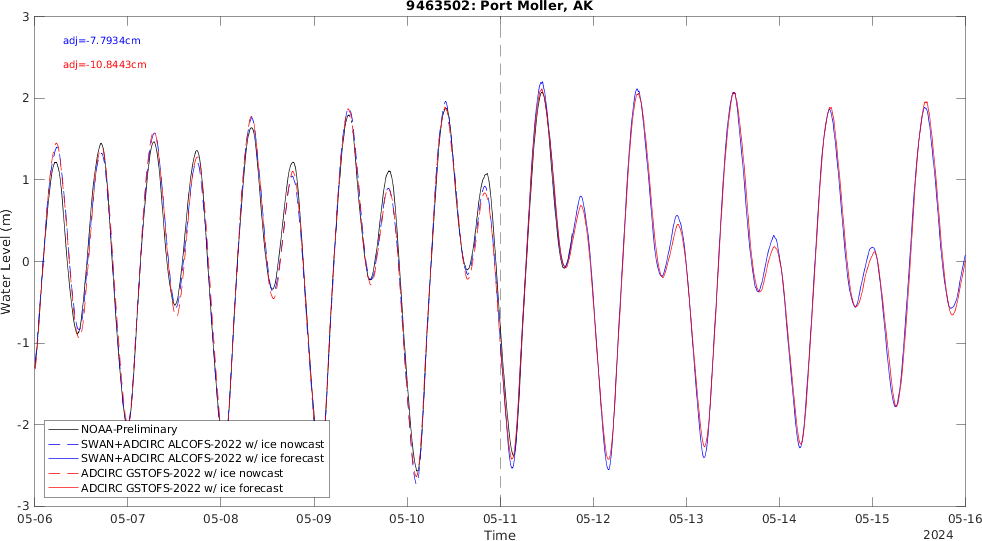 9463502: Port Moller, AK
adj=-7.7934cm
adj=-10.8443cm
Water Level (m)
3
2
1
0
-1
-2
-3
NOAA-Preliminary
SWAN+ADCIRC ALCOFS-2022 w/ ice nowcast
SWAN+ADCIRC ALCOFS-2022 w/ ice forecast
ADCIRC GSTOFS-2022 w/ ice nowcast
ADCIRC GSTOFS-2022 w/ ice forecast
05-06 05-07 05-08 05-09 05-10 05-11 05-12 05-13 05-14 05-15 05-16
Time
2024